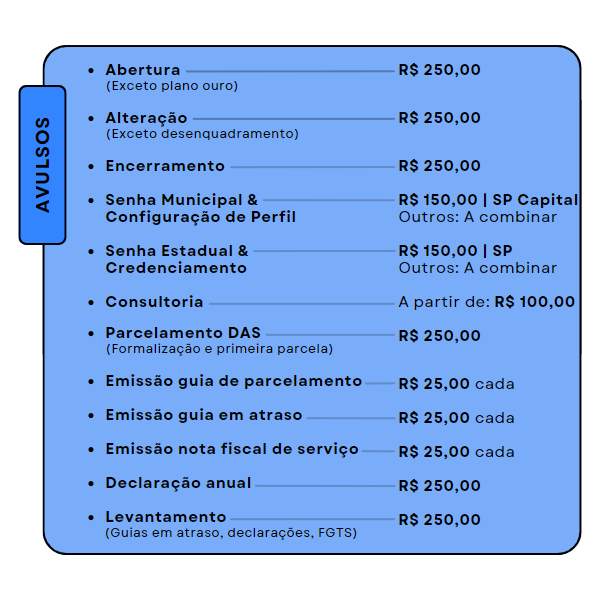 AVULSOS
• Abertura R$ 250,00
(Exceto plano ouro)
• Alteração R$ 250,00
(Exceto desenquadramento)
• Encerramento R$ 250,00
• Senha Municipal & R$ 150,00 | SP Capital
Configuração de Perfil Outros: A combinar
• Senha Estadual & R$ 150,00 | SP
Credenciamento Outros: A combinar
• Consultoria A partir de: R$ 100,00
• Parcelamento DAS R$ 250,00
(Formalização e primeira parcela)
• Emissão guia de parcelamento R$ 25,00 cada
• Emissão guia em atraso R$ 25,00 cada
• Emissão nota fiscal de serviço R$ 25,00 cada
• Declaração anual R$ 250,00
• Levantamento R$ 250,00
(Guias em atraso, declarações, FGTS)